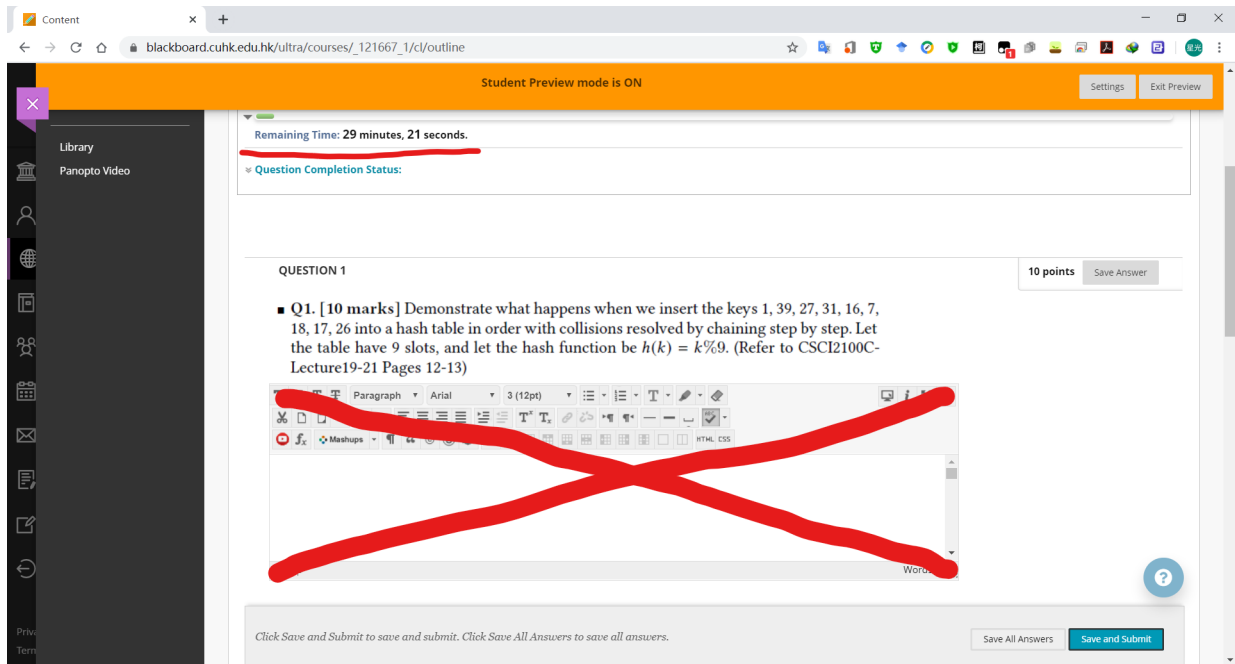 Content
blackboard.cuhk.edu.hk/ultra/courses/_121667_1/cl/outline
1
Student Preview mode is ON
Settings
Exit Preview
Library
Panopto Video
Remaining Time: 29 minutes, 21 seconds.
Question Completion Status:
QUESTION 1
10 points
Save Answer
Q1. [10 marks] Demonstrate what happens when we insert the keys 1, 39, 27, 31, 16, 7,
18, 17, 26 into a hash table in order with collisions resolved by chaining step by step. Let
the table have 9 slots, and let the hash function be h(k) = k%9. (Refer to CSCI2100C-
Lecture19-21 Pages 12-13)
Paragraph Arial 3 (12pt)
Mashups HTML CSS
Click Save and Submit to save and submit. Click Save All Answers to save all answers.
Save All Answers
Save and Submit